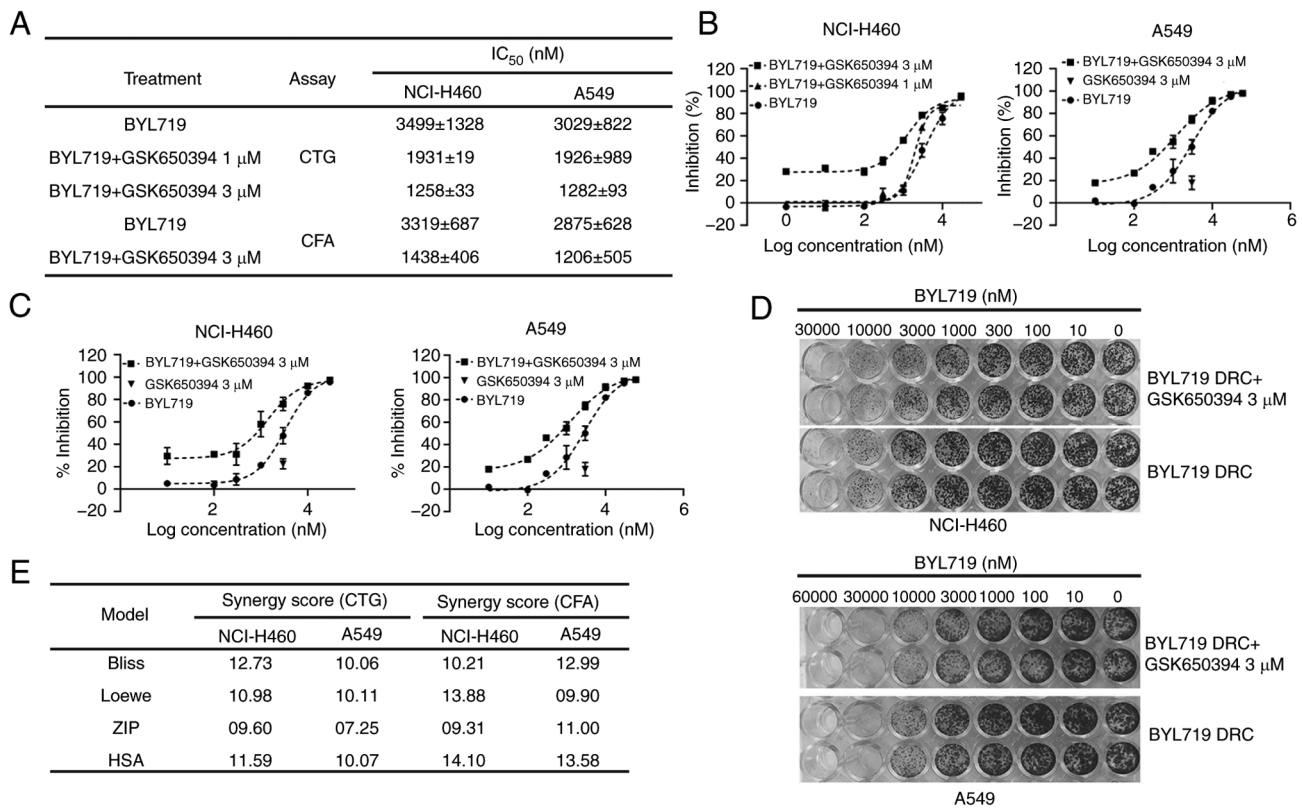 A
Treatment Assay IC50 (nM)
NCI-H460 A549
BYL719 3499±1328 3029±822
BYL719+GSK650394 1 μM CTG 1931±19 1926±989
BYL719+GSK650394 3 μM 1258±33 1282±93
BYL719 CFA 3319±687 2875±628
BYL719+GSK650394 3 μM 1438±406 1206±505
B
NCI-H460
BYL719+GSK650394 3 μM
BYL719+GSK650394 1 μM
BYL719
Inhibition (%)
120
100
80
60
40
20
0
−20
0 2 4
Log concentration (nM)
A549
BYL719+GSK650394 3 μM
GSK650394 3 μM
BYL719
Inhibition (%)
120
100
80
60
40
20
0
−20
2 4 6
Log concentration (nM)
C
NCI-H460
BYL719+GSK650394 3 μM
GSK650394 3 μM
BYL719
% Inhibition
120
100
80
60
40
20
0
−20
2 4
Log concentration (nM)
A549
BYL719+GSK650394 3 μM
GSK650394 3 μM
BYL719
% Inhibition
120
100
80
60
40
20
0
−20
2 4 6
Log concentration (nM)
D
BYL719 (nM)
30000 10000 3000 1000 300 100 10 0
BYL719 DRC+
GSK650394 3 μM
BYL719 DRC
NCI-H460
BYL719 (nM)
60000 30000 10000 3000 1000 100 10 0
BYL719 DRC+
GSK650394 3 μM
BYL719 DRC
A549
E
Model Synergy score (CTG) Synergy score (CFA)
NCI-H460 A549 NCI-H460 A549
Bliss 12.73 10.06 10.21 12.99
Loewe 10.98 10.11 13.88 09.90
ZIP 09.60 07.25 09.31 11.00
HSA 11.59 10.07 14.10 13.58